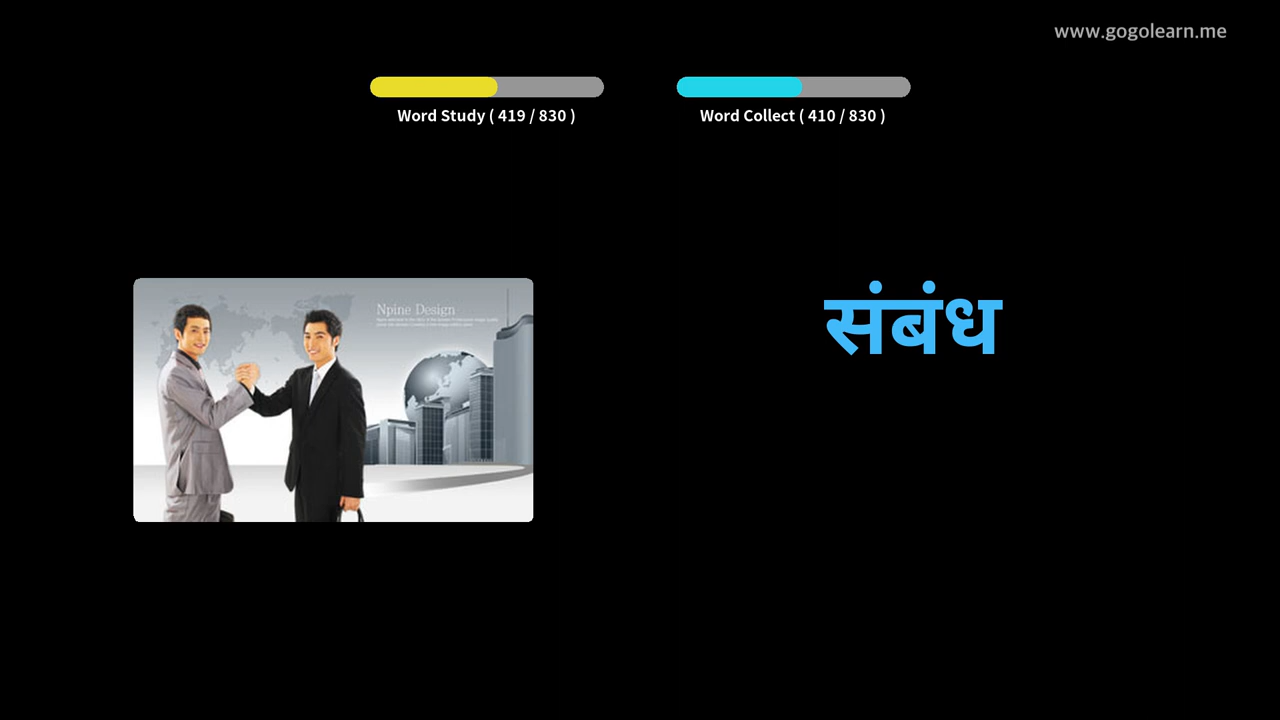 www.gogolearn.me
Word Study ( 419 / 830 )
Word Collect ( 410 / 830 )
Npine Design
संबंध